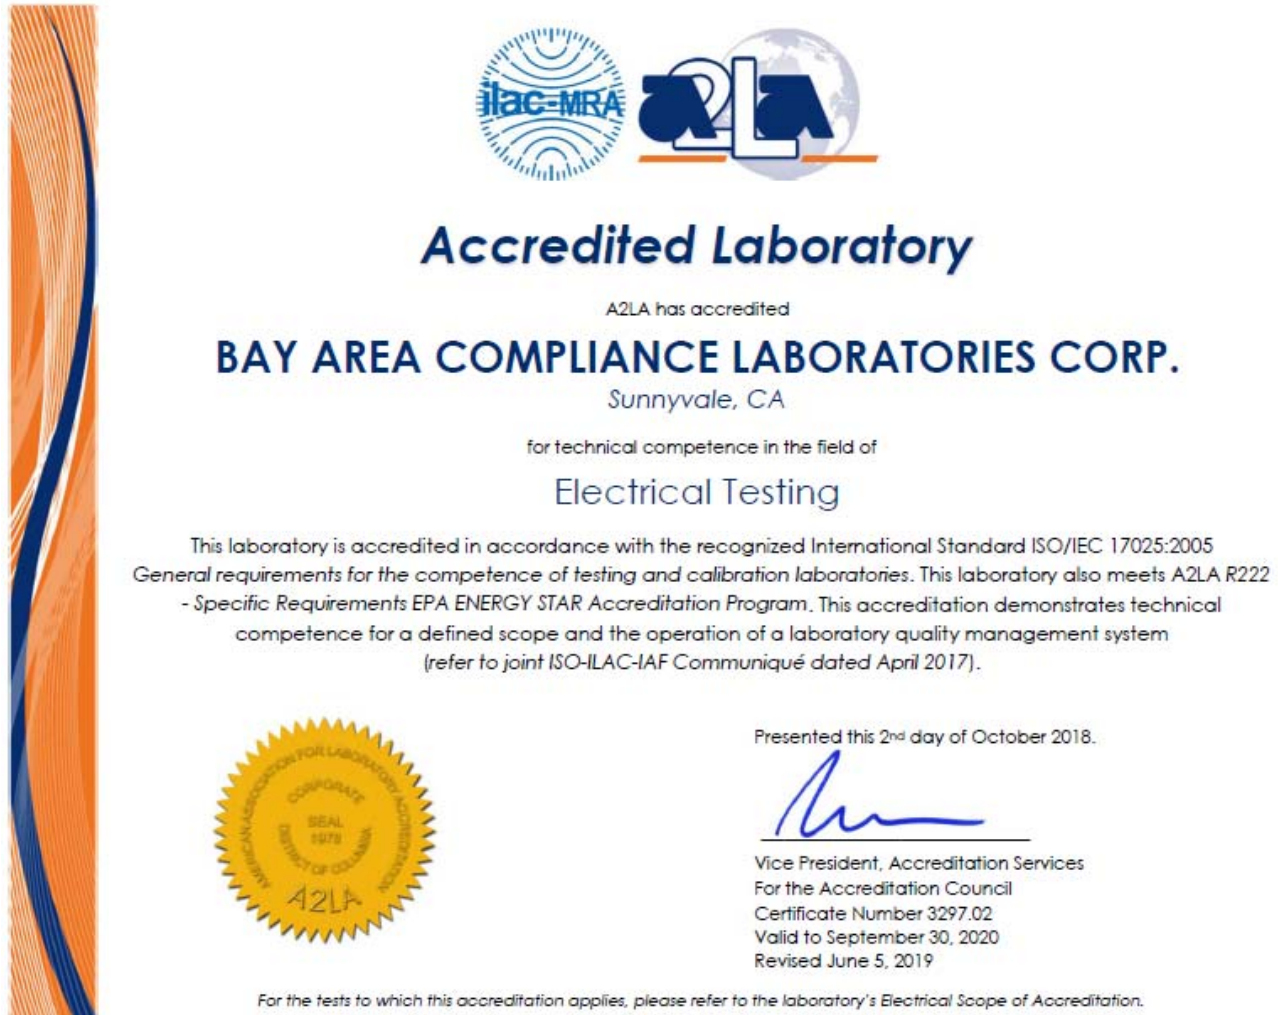 ilac-MRA
a2La
Accredited Laboratory
A2LA has accredited
BAY AREA COMPLIANCE LABORATORIES CORP.
Sunnyvale, CA
for technical competence in the field of
Electrical Testing
This laboratory is accredited in accordance with the recognized International Standard ISO/IEC 17025:2005
General requirements for the competence of testing and calibration laboratories. This laboratory also meets A2LA R222
- Specific Requirements EPA ENERGY STAR Accreditation Program. This accreditation demonstrates technical
competence for a defined scope and the operation of a laboratory quality management system
(refer to joint ISO-ILAC-IAF Communiqué dated April 2017).
AMERICAN ASSOCIATION FOR LABORATORY ACCREDITATION
CORPORATE
SEAL
1978
DISTRICT OF COLUMBIA
A2LA
Presented this 2nd day of October 2018.
Vice President, Accreditation Services
For the Accreditation Council
Certificate Number 3297.02
Valid to September 30, 2020
Revised June 5, 2019
For the tests to which this accreditation applies, please refer to the laboratory's Electrical Scope of Accreditation.